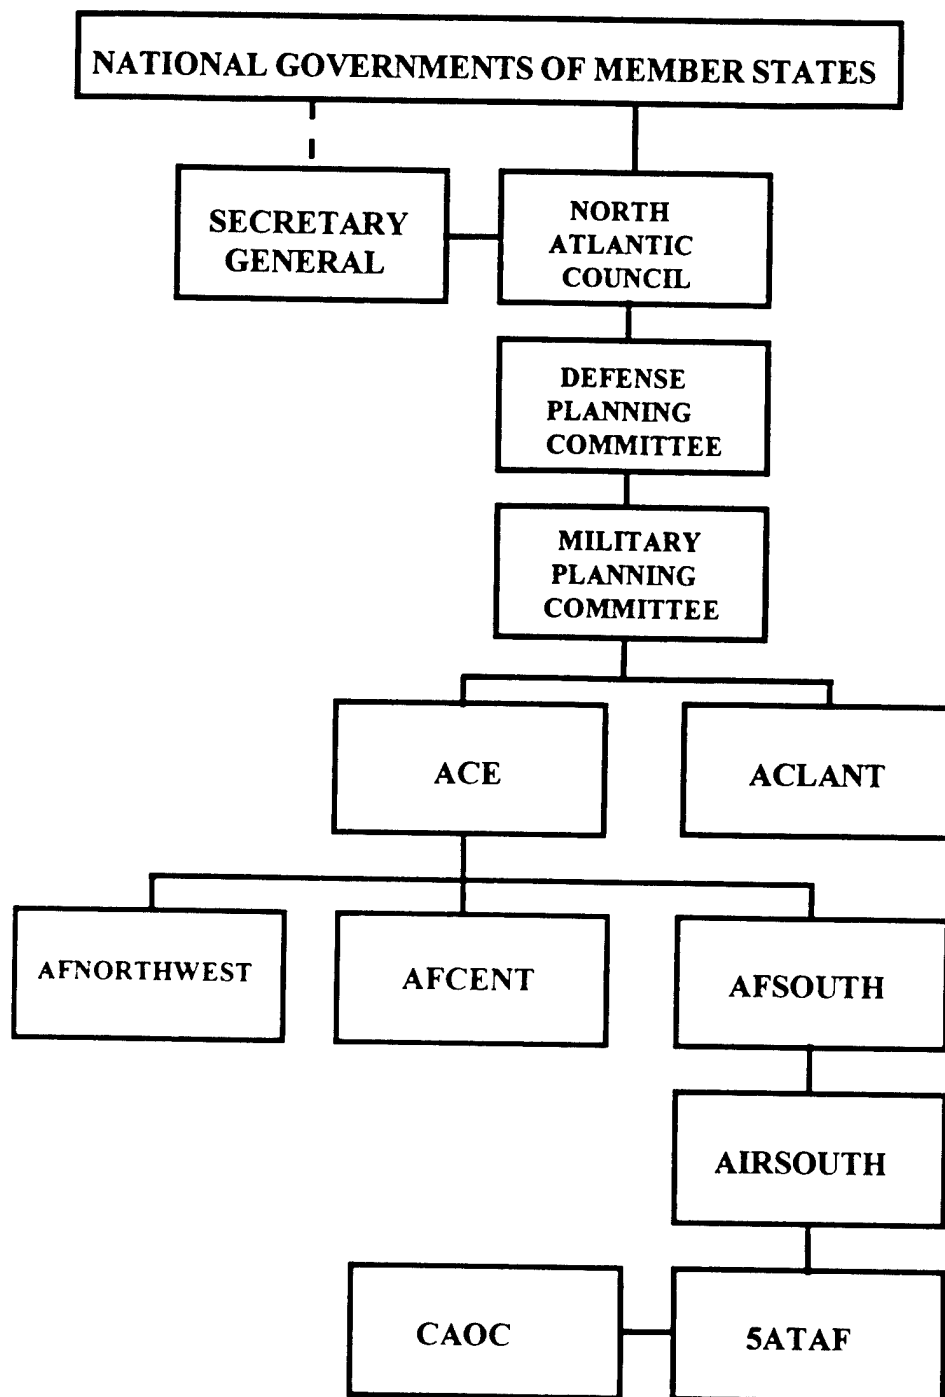 NATIONAL GOVERNMENTS OF MEMBER STATES
SECRETARY
GENERAL
NORTH
ATLANTIC
COUNCIL
DEFENSE
PLANNING
COMMITTEE
MILITARY
PLANNING
COMMITTEE
ACE
ACLANT
AFNORTHWEST
AFCENT
AFSOUTH
AIRSOUTH
CAOC
5ATAF